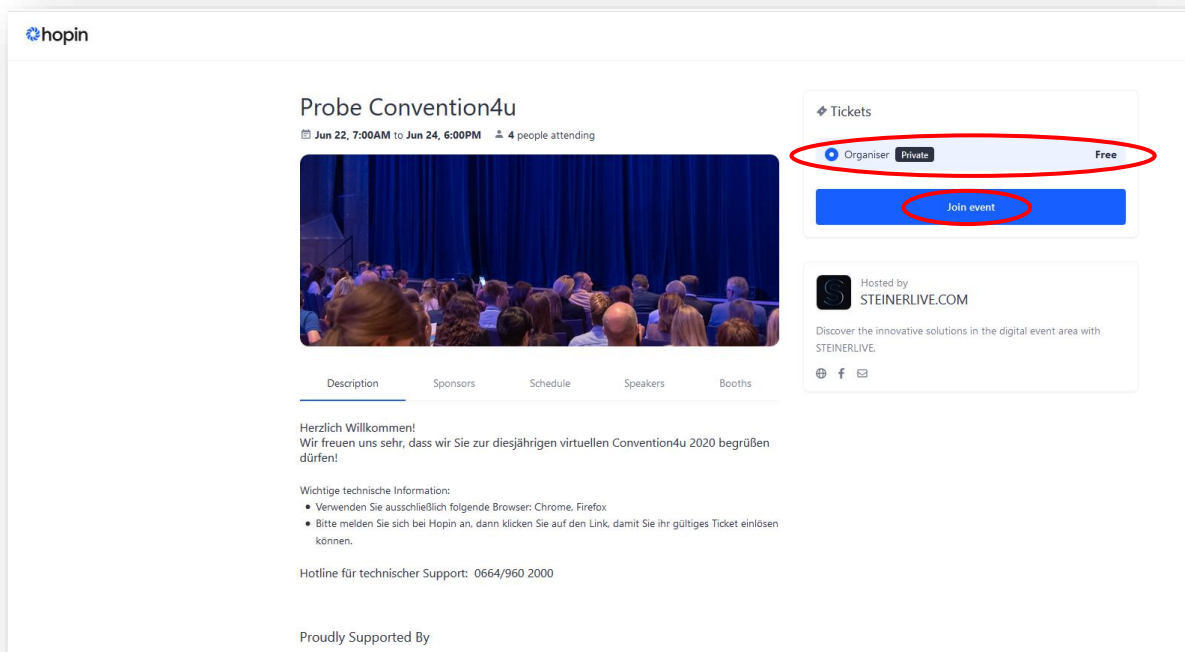 hopin
Probe Convention4u
Jun 22, 7:00AM to Jun 24, 6:00PM 4 people attending
Tickets
Organiser Private Free
Join event
Hosted by
STEINERLIVE.COM
Discover the innovative solutions in the digital event area with
STEINERLIVE.
Description Sponsors Schedule Speakers Booths
Herzlich Willkommen!
Wir freuen uns sehr, dass wir Sie zur diesjährigen virtuellen Convention4u 2020 begrüßen
dürfen!
Wichtige technische Information:
• Verwenden Sie ausschließlich folgende Browser: Chrome, Firefox
• Bitte melden Sie sich bei Hopin an, dann klicken Sie auf den Link, damit Sie ihr gültiges Ticket einlösen
können.
Hotline für technischer Support: 0664/960 2000
Proudly Supported By